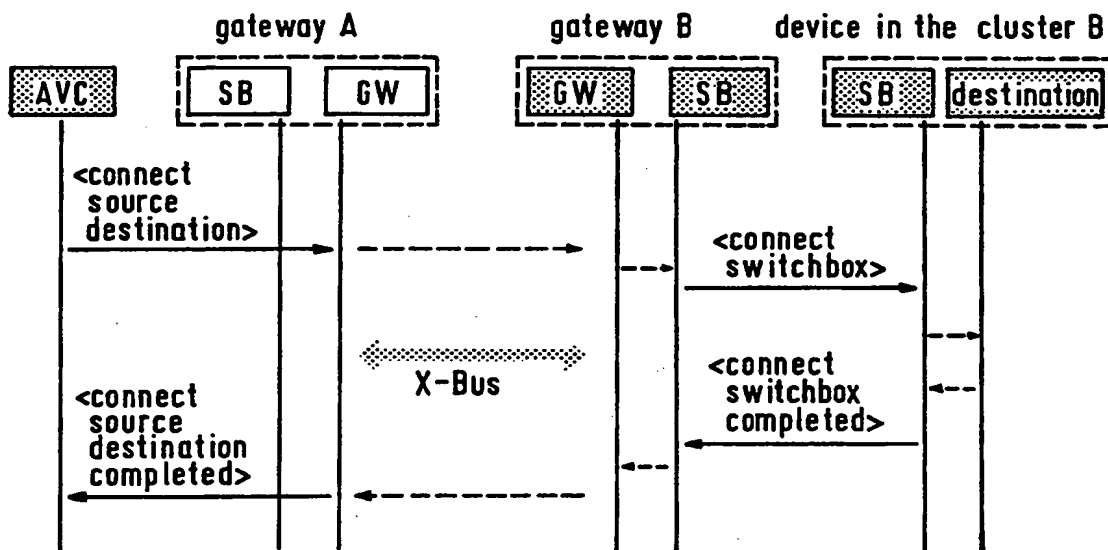 gateway A
gateway B
device in the cluster B
AVC
SB
GW
GW
SB
SB
destination
<connect
source
destination>
<connect
switchbox>
X-Bus
<connect
switchbox
completed>
<connect
source
destination
completed>